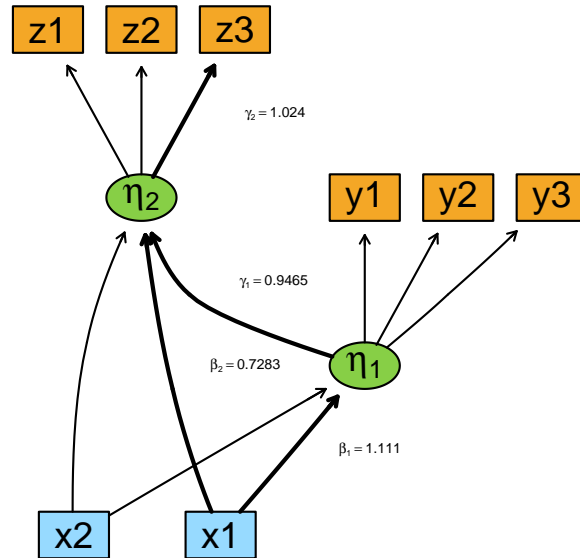 z1 z2 z3
γ₂ = 1.024
η₂
y1 y2 y3
γ₁ = 0.9465
β₂ = 0.7283
η₁
β₁ = 1.111
x2 x1